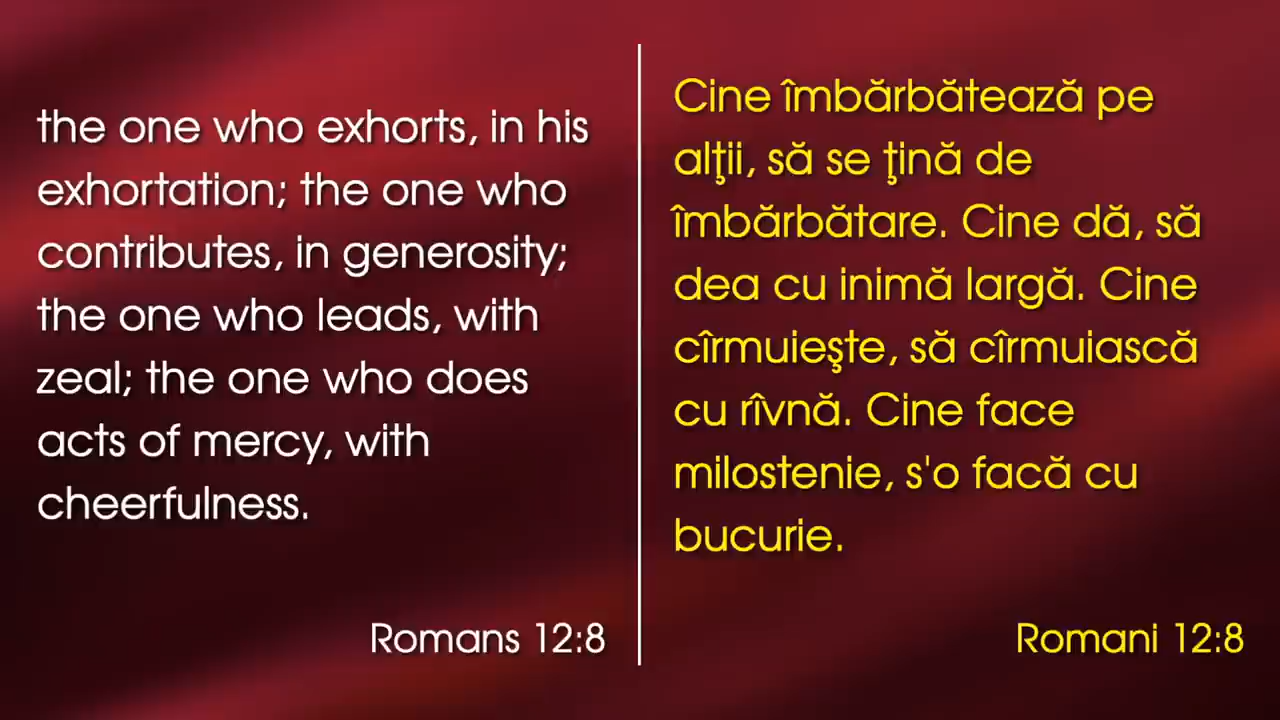 the one who exhorts, in his
exhortation; the one who
contributes, in generosity;
the one who leads, with
zeal; the one who does
acts of mercy, with
cheerfulness.
Romans 12:8
Cine îmbărbătează pe
alţii, să se ţină de
îmbărbătare. Cine dă, să
dea cu inimă largă. Cine
cîrmuieşte, să cîrmuiască
cu rîvnă. Cine face
milostenie, s'o facă cu
bucurie.
Romani 12:8